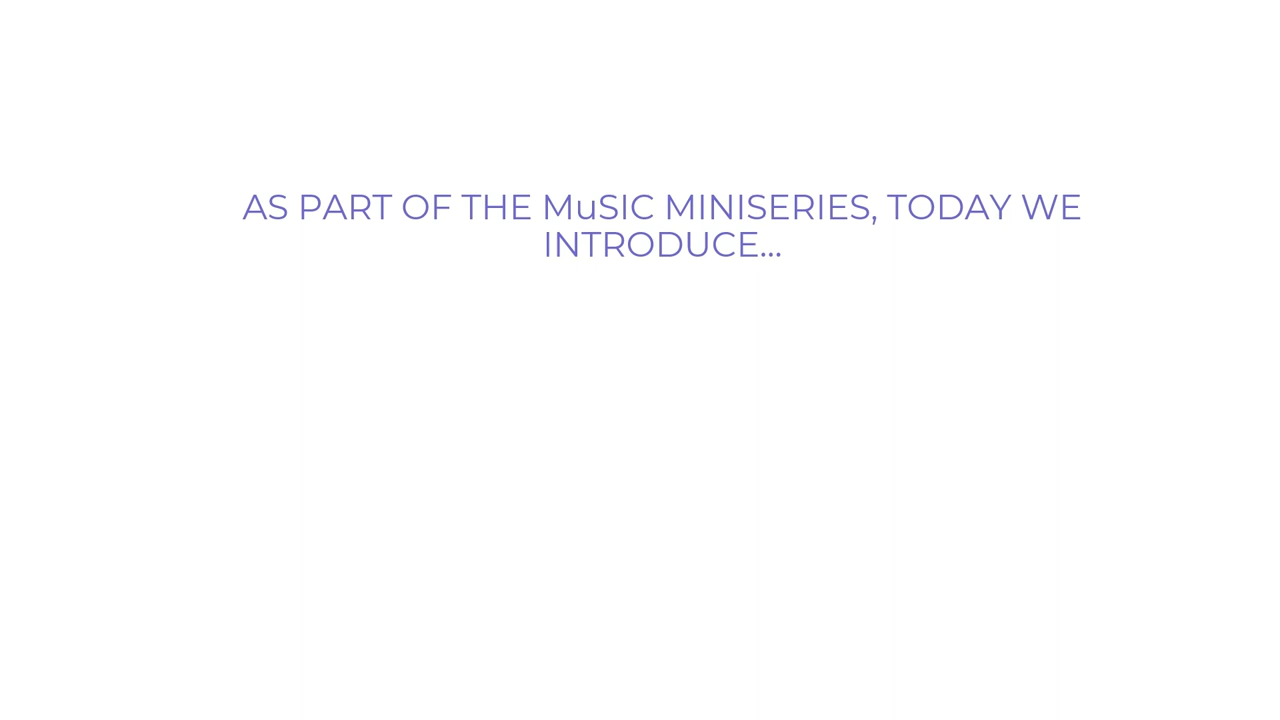 AS PART OF THE MuSIC MINISERIES, TODAY WE
INTRODUCE...